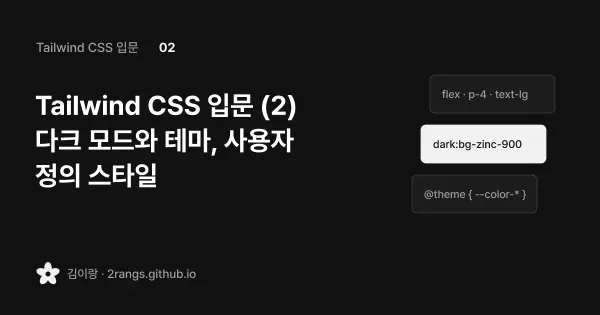 Tailwind CSS 입문 02
Tailwind CSS 입문 (2)
다크 모드와 테마, 사용자
정의 스타일
flex · p-4 · text-lg
dark:bg-zinc-900
@theme { --color-* }
김이랑 · 2rangs.github.io